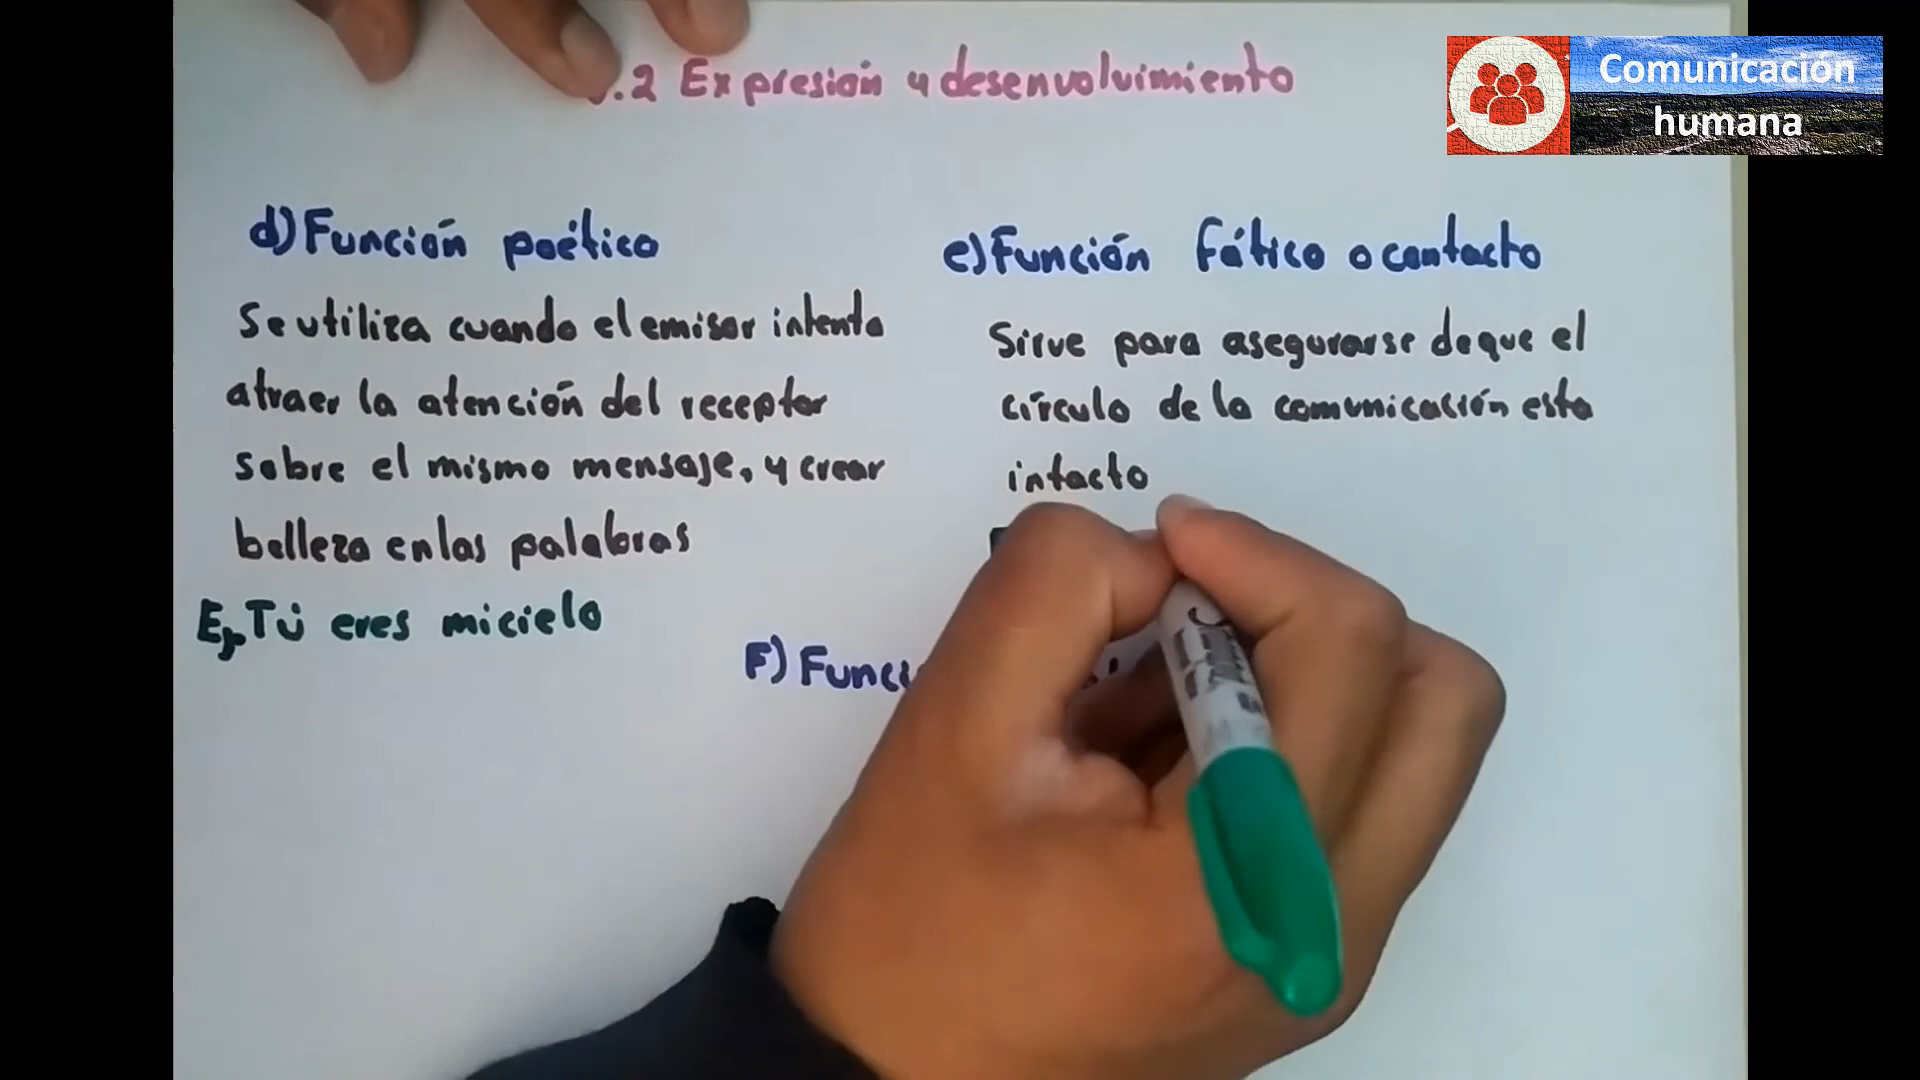 .2 Expresión y desenvolvimiento
Comunicación
humana
d) Función poético
Se utiliza cuando el emisor intenta
atraer la atención del receptor
sobre el mismo mensaje, y crear
belleza en las palabras
Ej. Tú eres mi cielo
e) Función fático o contacto
Sirve para asegurarse de que el
círculo de la comunicación esta
intacto
F)